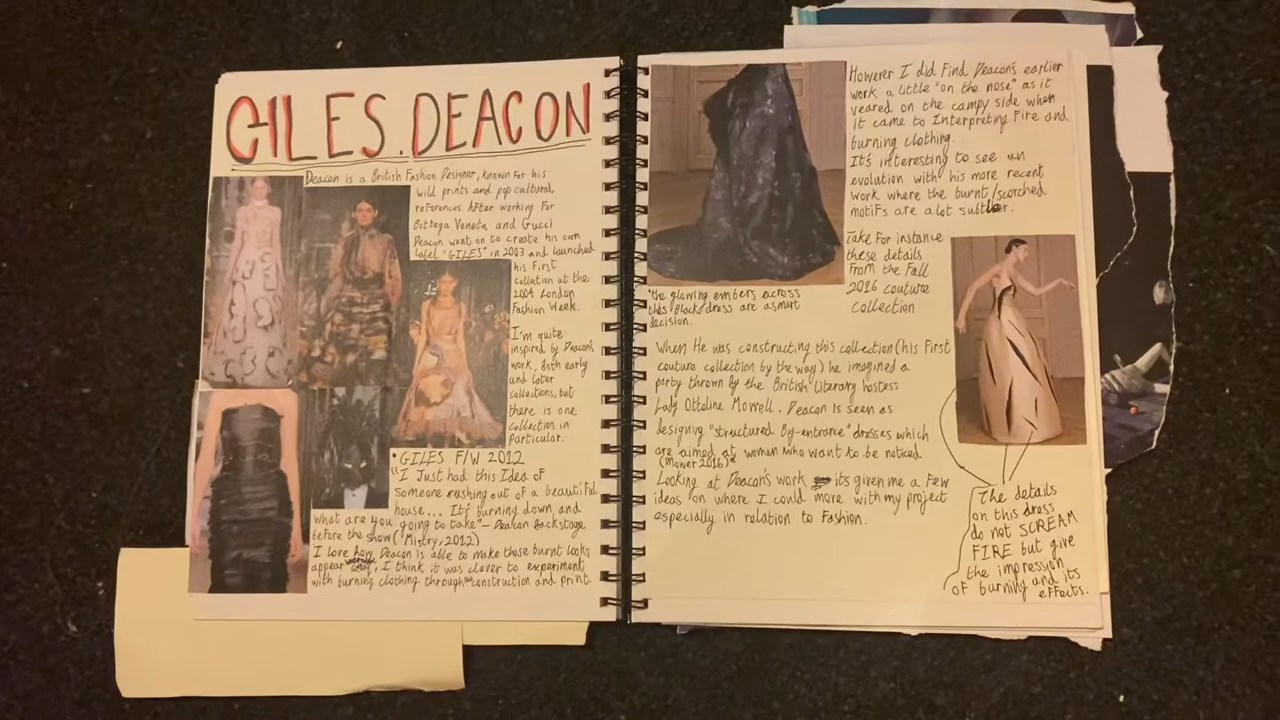 GILES.DEACON
Deacon is a British Fashion Designer, known for his
wild prints and pop cultural
references. After working for
Bottega Veneta and Gucci
Deacon went on to create his own
label "GILES" in 2003 and launched
his First
collection at the
2004 London
Fashion Week.
I'm quite
inspired by Deacon's
work, Both early
and later
collections, but
there is one
collection in
Particular.
•GILES F/W 2012
"I Just had this Idea of
someone rushing out of a beautiful
house... It's burning down, and
what are you going to take" - Deacon Backstage
before the show (Mistry, 2012)
I love how Deacon is able to make these burnt looks
appear, I think it was clever to experiment
with burning clothing through construction and print.
However I did Find Deacon's earlier
work a little "on the nose" as it
veared on the campy side when
it came to Interpreting Fire and
burning clothing.
It's interesting to see an
evolution with his more recent
work where the burnt/scorched
motifs are alot subtler.
Take For instance
these details
From the Fall
2016 couture
collection
*the glowing embers across
this Black dress are a smart
decision.
When He was constructing this collection (his First
couture collection by the way) he imagined a
party thrown by the British literary hostess
Lady Ottoline Morrell. Deacon is seen as
designing "structured By-entrance" dresses which
are aimed at women who want to be noticed
(Mower 2016)*
Looking at Deacon's work its given me a Few
ideas on where I could more with my project
especially in relation to Fashion.
The details
on this dress
do not SCREAM
FIRE but give
the impression
of burning and its
effects.